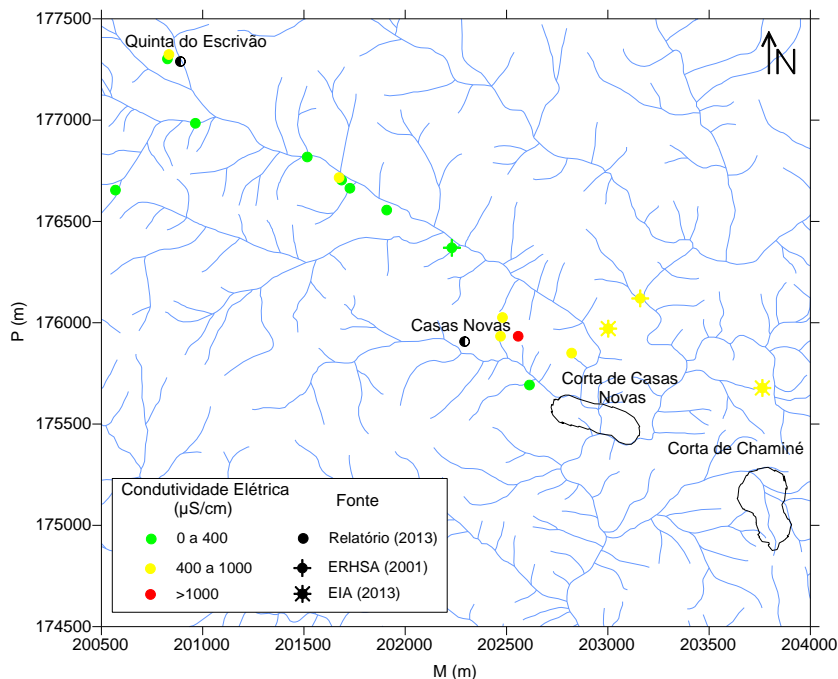 177500
177000
176500
176000
175500
175000
174500
P (m)
Quinta do Escrivão
N
Casas Novas
Corta de Casas
Novas
Corta de Chaminé
Condutividade Elétrica
(µS/cm)
0 a 400
400 a 1000
>1000
Fonte
Relatório (2013)
ERHSA (2001)
EIA (2013)
200500 201000 201500 202000 202500 203000 203500 204000
M (m)